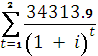 2
∑ 34313.9
t=1 (1 + i)^t